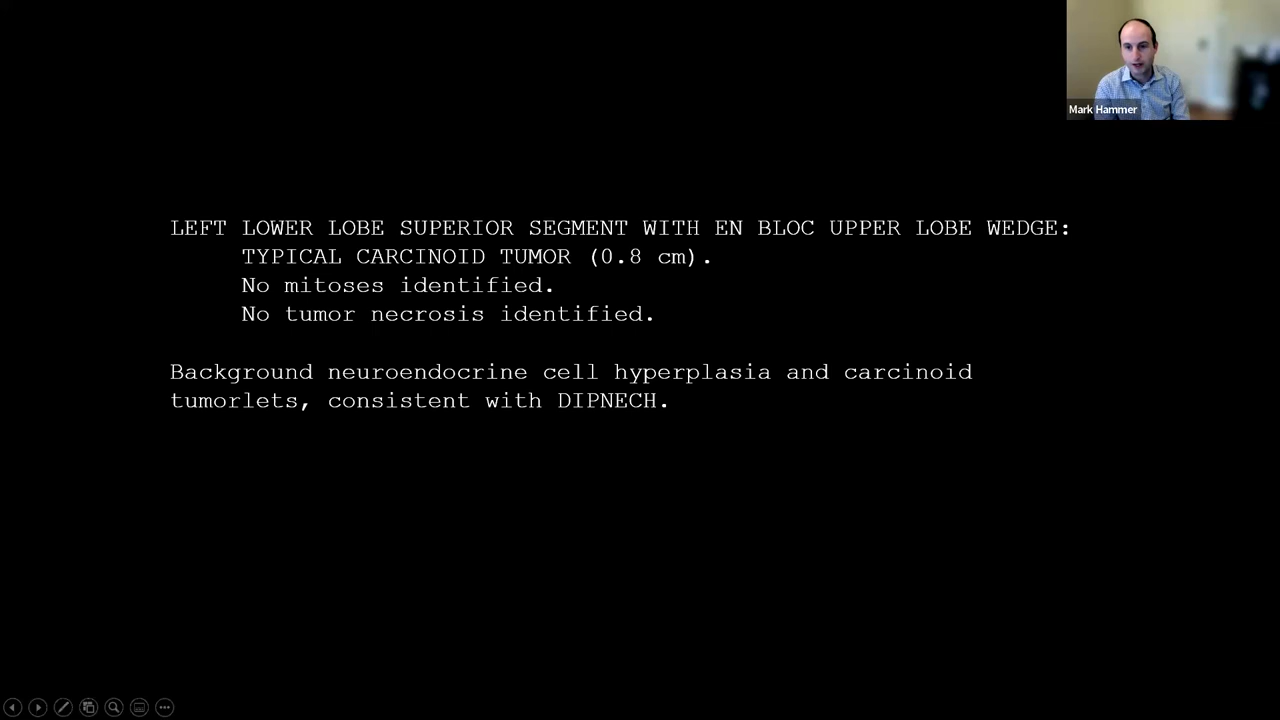 Mark Hammer
LEFT LOWER LOBE SUPERIOR SEGMENT WITH EN BLOC UPPER LOBE WEDGE:
TYPICAL CARCINOID TUMOR (0.8 cm).
No mitoses identified.
No tumor necrosis identified.
Background neuroendocrine cell hyperplasia and carcinoid
tumorlets, consistent with DIPNECH.